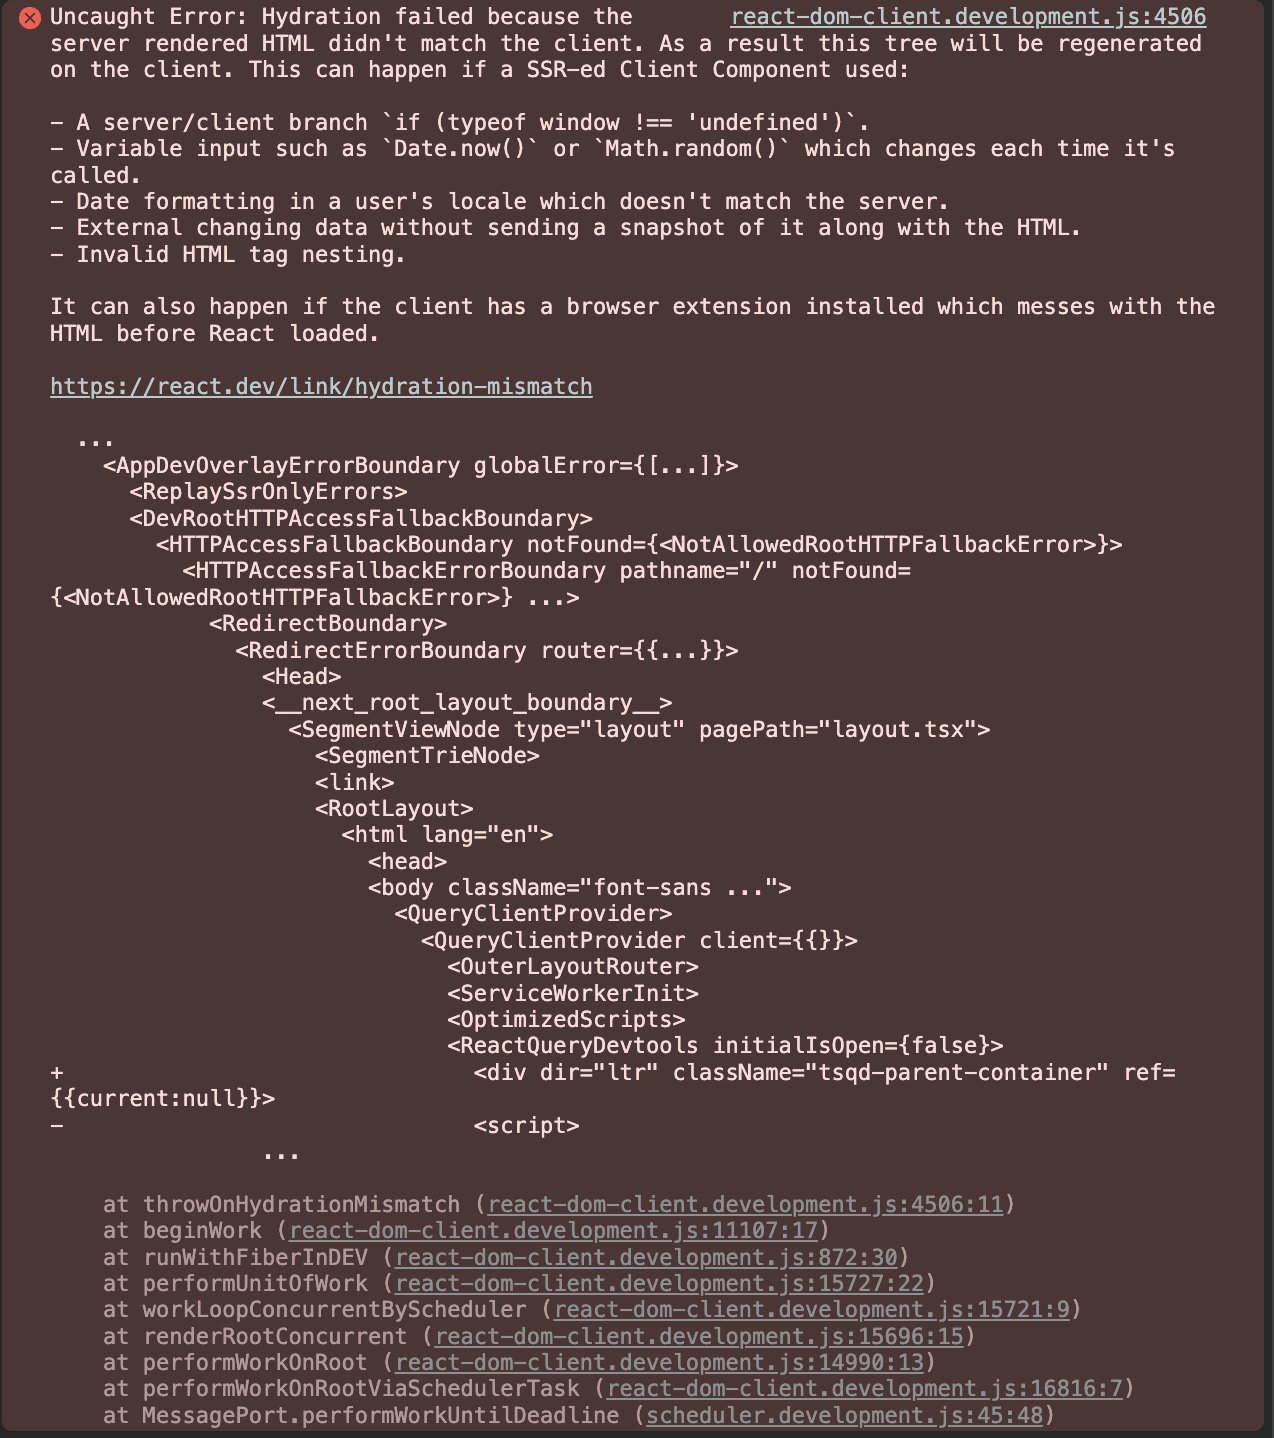 Uncaught Error: Hydration failed because the react-dom-client.development.js:4506
server rendered HTML didn't match the client. As a result this tree will be regenerated
on the client. This can happen if a SSR-ed Client Component used:

- A server/client branch `if (typeof window !== 'undefined')`.
- Variable input such as `Date.now()` or `Math.random()` which changes each time it's
called.
- Date formatting in a user's locale which doesn't match the server.
- External changing data without sending a snapshot of it along with the HTML.
- Invalid HTML tag nesting.

It can also happen if the client has a browser extension installed which messes with the
HTML before React loaded.

https://react.dev/link/hydration-mismatch

  ...
    <AppDevOverlayErrorBoundary globalError={[...]}>
      <ReplaySsrOnlyErrors>
      <DevRootHTTPAccessFallbackBoundary>
        <HTTPAccessFallbackBoundary notFound={<NotAllowedRootHTTPFallbackError>}>
          <HTTPAccessFallbackErrorBoundary pathname="/" notFound=
{<NotAllowedRootHTTPFallbackError>} ...>
            <RedirectBoundary>
              <RedirectErrorBoundary router={{...}}>
                <Head>
                <__next_root_layout_boundary__>
                  <SegmentViewNode type="layout" pagePath="layout.tsx">
                    <SegmentTrieNode>
                    <link>
                    <RootLayout>
                      <html lang="en">
                        <head>
                        <body className="font-sans ...">
                          <QueryClientProvider>
                            <QueryClientProvider client={{}}>
                              <OuterLayoutRouter>
                              <ServiceWorkerInit>
                              <OptimizedScripts>
                              <ReactQueryDevtools initialIsOpen={false}>
+                               <div dir="ltr" className="tsqd-parent-container" ref=
{{current:null}}>
-                               <script>
                ...

    at throwOnHydrationMismatch (react-dom-client.development.js:4506:11)
    at beginWork (react-dom-client.development.js:11107:17)
    at runWithFiberInDEV (react-dom-client.development.js:872:30)
    at performUnitOfWork (react-dom-client.development.js:15727:22)
    at workLoopConcurrentByScheduler (react-dom-client.development.js:15721:9)
    at renderRootConcurrent (react-dom-client.development.js:15696:15)
    at performWorkOnRoot (react-dom-client.development.js:14990:13)
    at performWorkOnRootViaSchedulerTask (react-dom-client.development.js:16816:7)
    at MessagePort.performWorkUntilDeadline (scheduler.development.js:45:48)